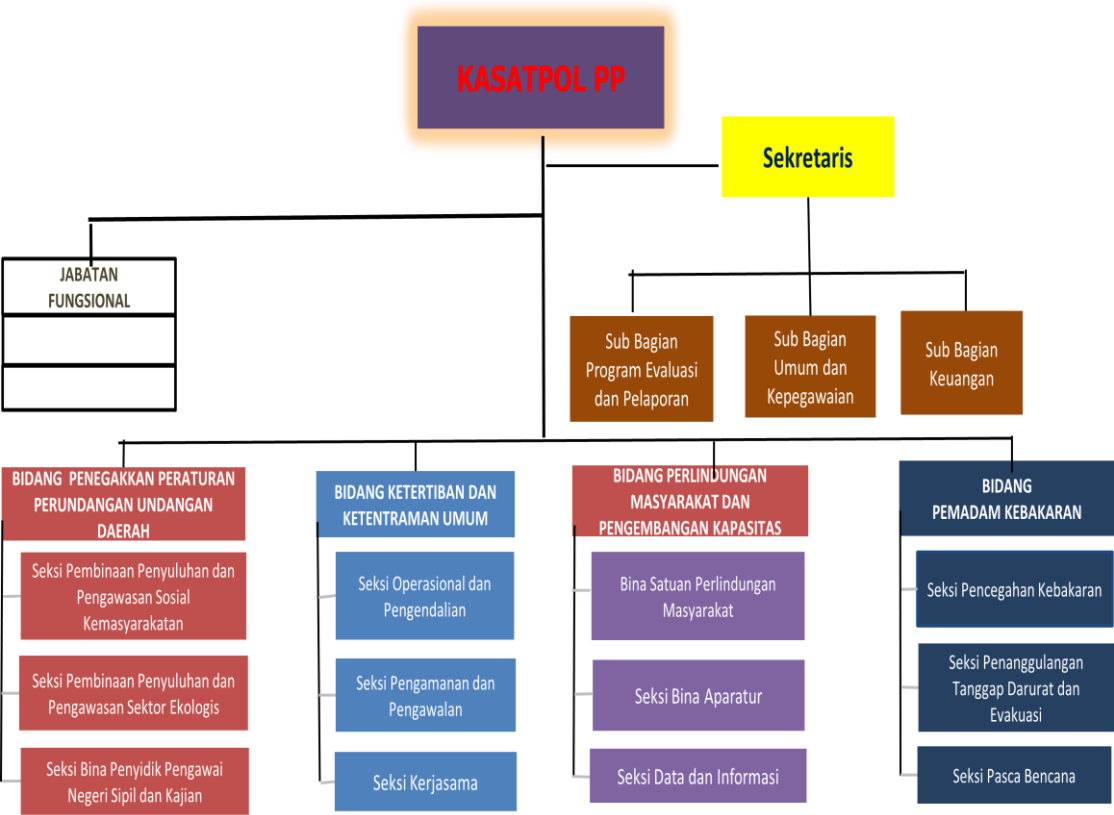 KASATPOL PP
Sekretaris
JABATAN
FUNGSIONAL
Sub Bagian
Program Evaluasi
dan Pelaporan
Sub Bagian
Umum dan
Kepegawaian
Sub Bagian
Keuangan
BIDANG  PENEGAKKAN PERATURAN
PERUNDANGAN UNDANGAN
DAERAH
Seksi Pembinaan Penyuluhan dan
Pengawasan Sosial
Kemasyarakatan
Seksi Pembinaan Penyuluhan dan
Pengawasan Sektor Ekologis
Seksi Bina Penyidik Pengawai
Negeri Sipil dan Kajian
BIDANG KETERTIBAN DAN
KETENTRAMAN UMUM
Seksi Operasional dan
Pengendalian
Seksi Pengamanan dan
Pengawalan
Seksi Kerjasama
BIDANG PERLINDUNGAN
MASYARAKAT DAN
PENGEMBANGAN KAPASITAS
Bina Satuan Perlindungan
Masyarakat
Seksi Bina Aparatur
Seksi Data dan Informasi
BIDANG
PEMADAM KEBAKARAN
Seksi Pencegahan Kebakaran
Seksi Penanggulangan
Tanggap Darurat dan
Evakuasi
Seksi Pasca Bencana